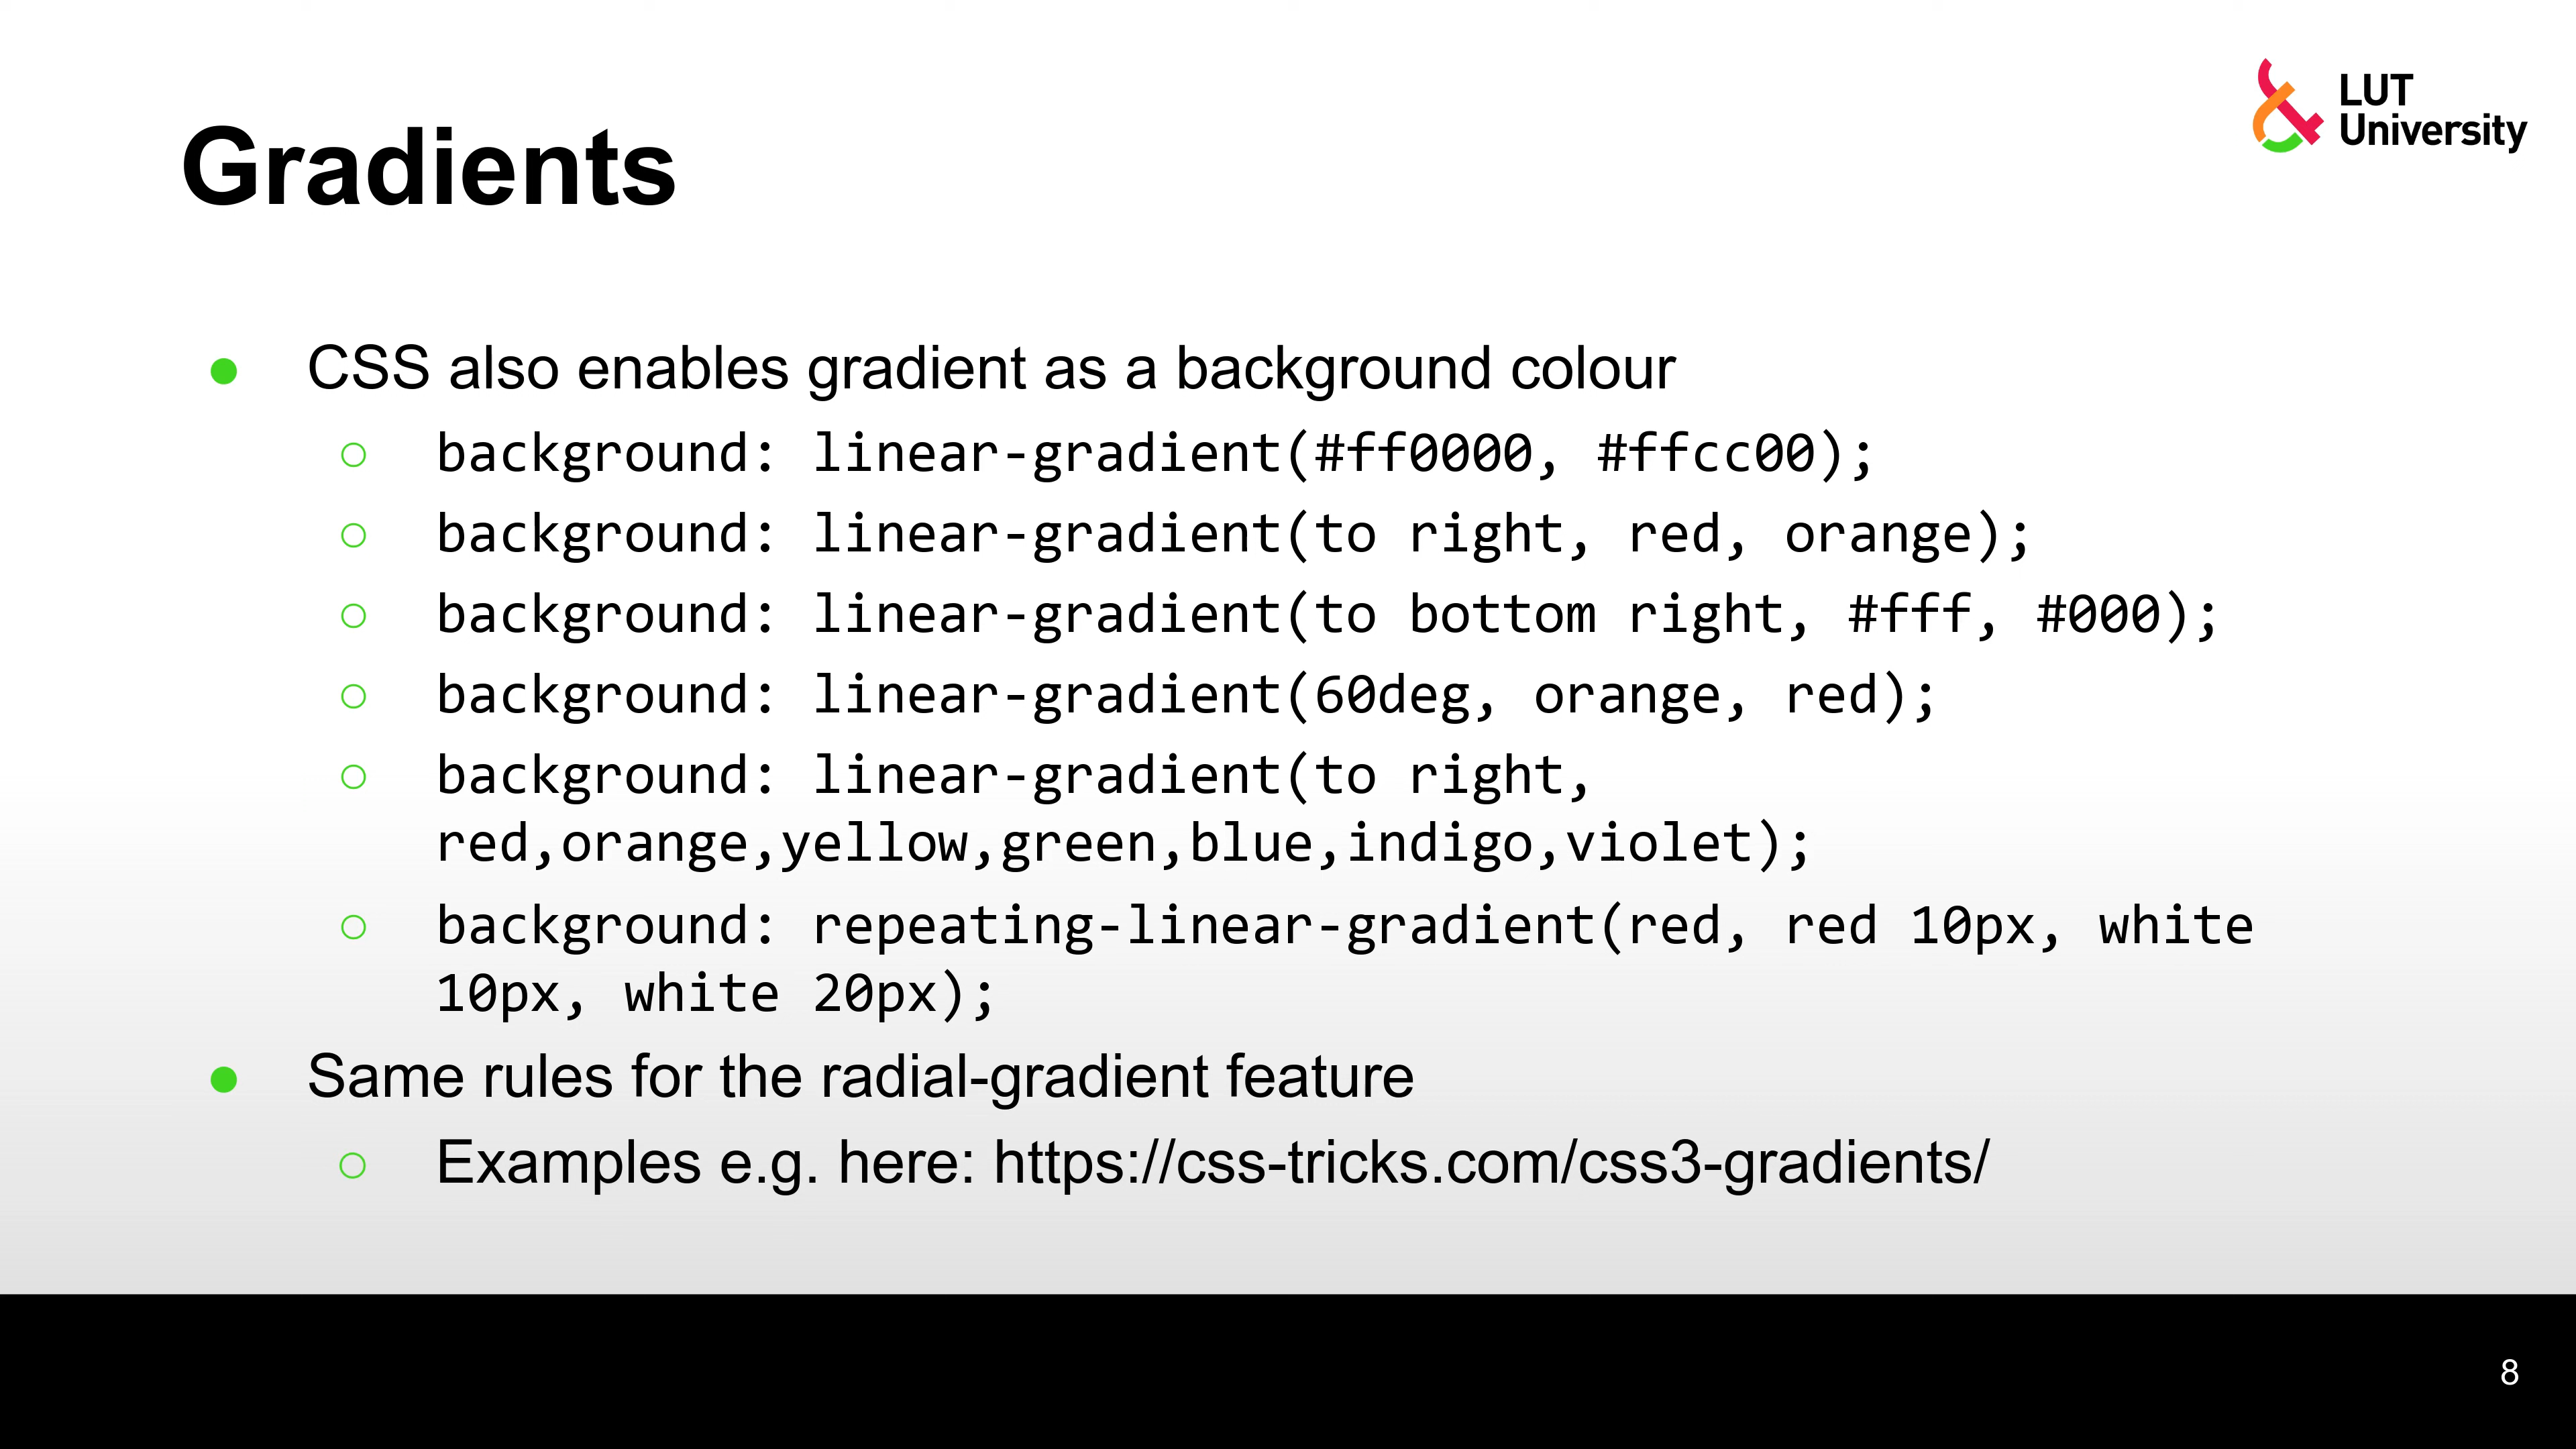 LUT
University
Gradients
CSS also enables gradient as a background colour
background: linear-gradient(#ff0000, #ffcc00);
background: linear-gradient(to right, red, orange);
background: linear-gradient(to bottom right, #fff, #000);
background: linear-gradient(60deg, orange, red);
background: linear-gradient(to right,
red,orange,yellow,green,blue,indigo,violet);
background: repeating-linear-gradient(red, red 10px, white
10px, white 20px);
Same rules for the radial-gradient feature
Examples e.g. here: https://css-tricks.com/css3-gradients/
8